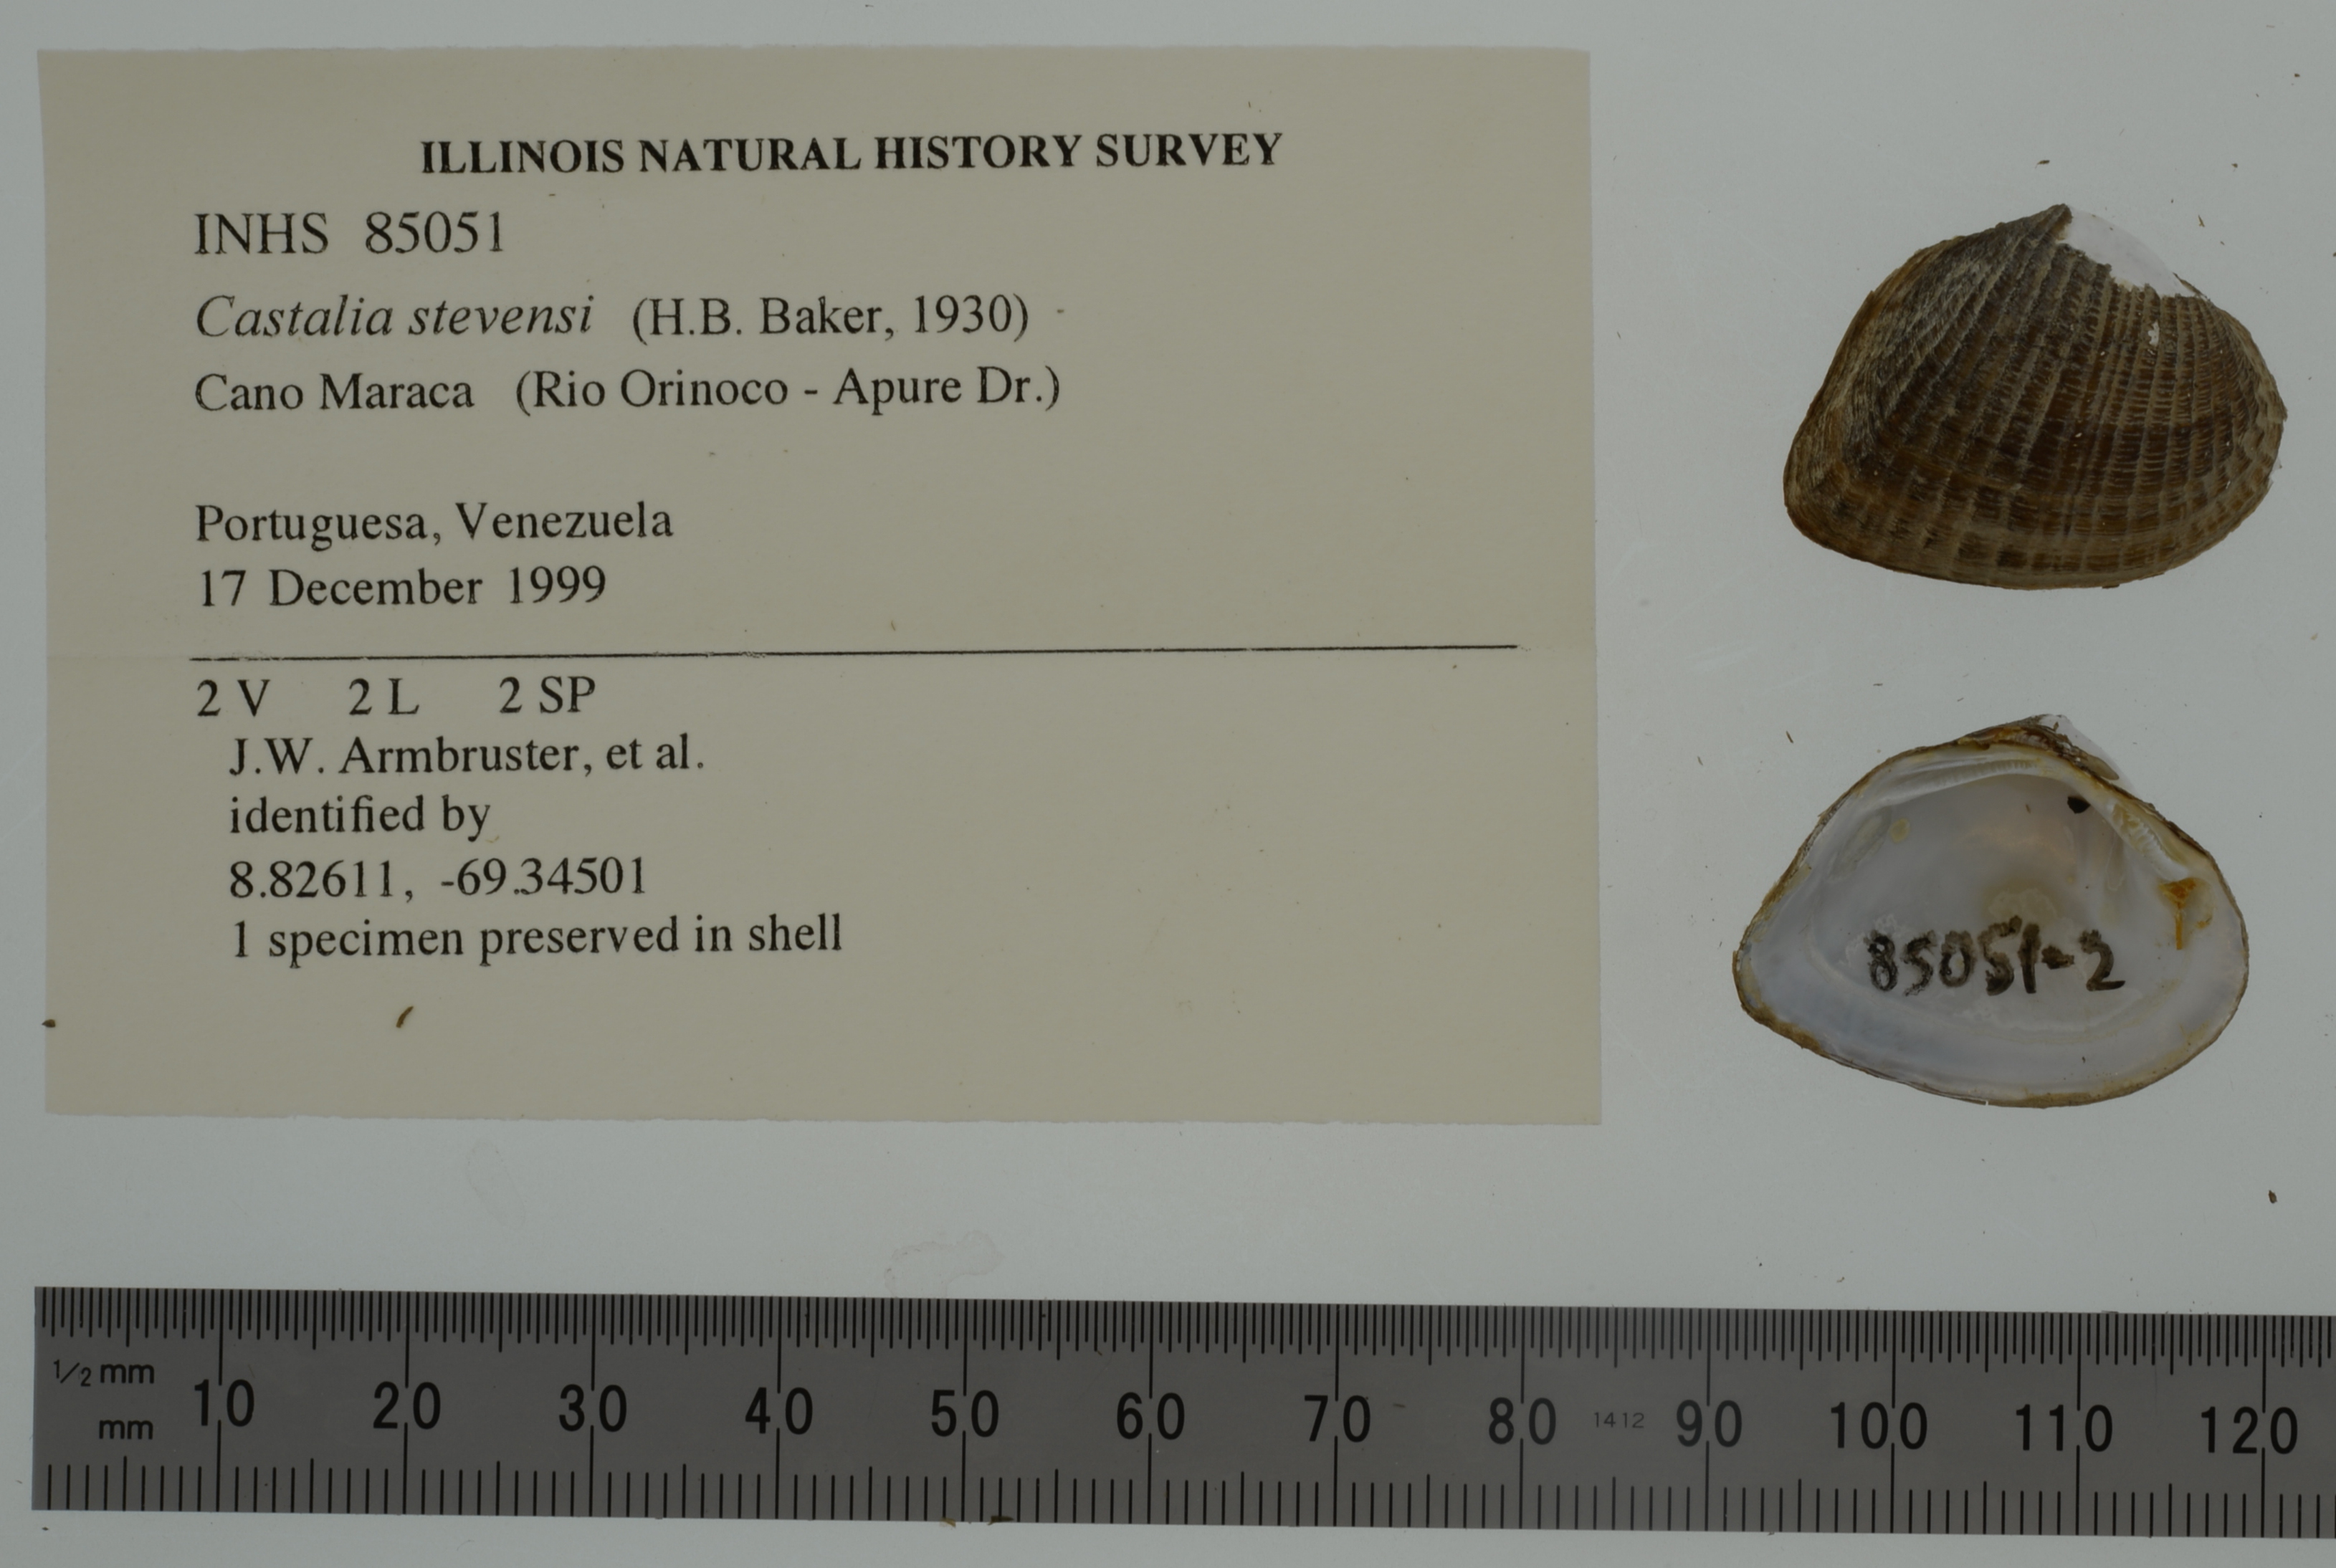 ILLINOIS NATURAL HISTORY SURVEY
INHS 85051
Castalia stevensi (H.B. Baker, 1930)
Cano Maraca (Rio Orinoco - Apure Dr.)
Portuguesa, Venezuela
17 December 1999
2 V 2 L 2 SP
J.W. Armbruster, et al.
identified by
8.82611, -69.34501
1 specimen preserved in shell
85051-2
1/2 mm
mm
10 20 30 40 50 60 70 80 1412 90 100 110 120